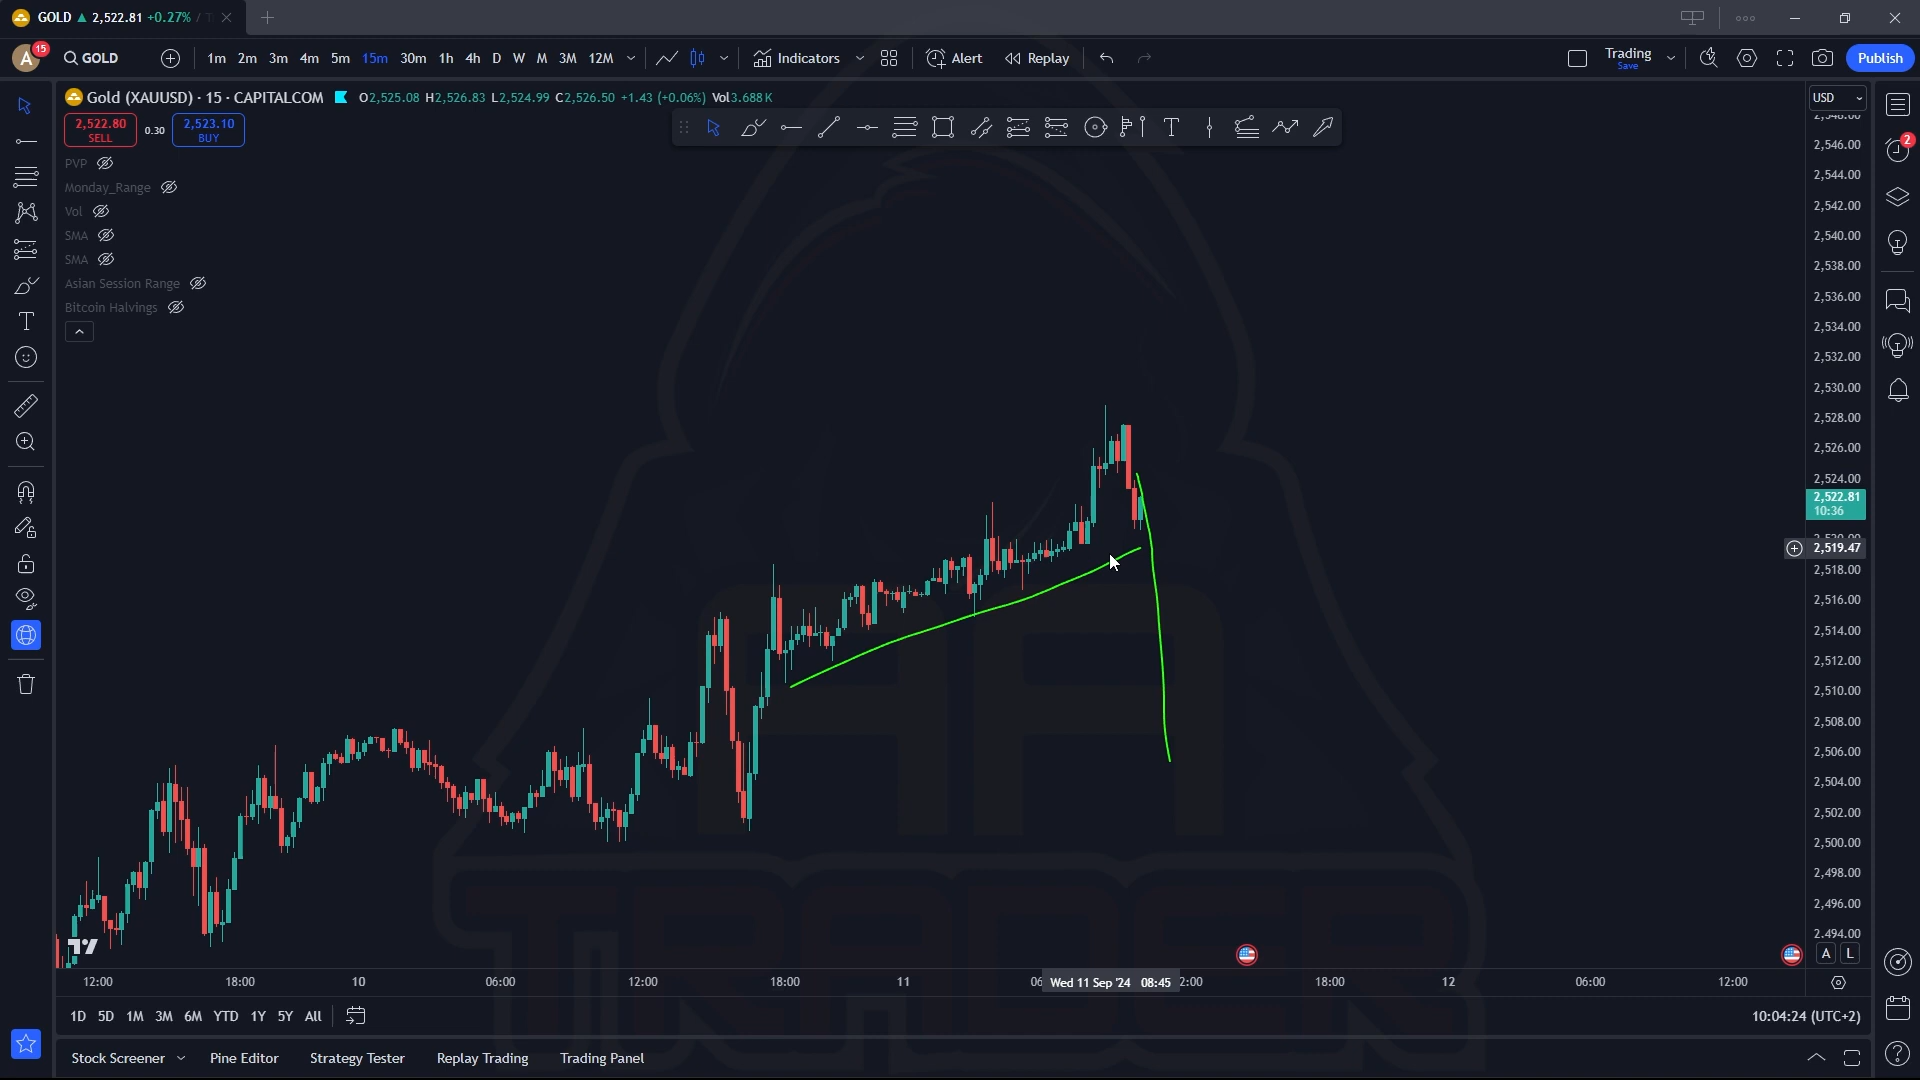 GOLD ▲ 2,522.81 +0.27% /
A 15 GOLD 1m 2m 3m 4m 5m 15m 30m 1h 4h D W M 3M 12M Indicators Alert Replay Trading Save Publish
Gold (XAUUSD) · 15 · CAPITALCOM O2,525.08 H2,526.83 L2,524.99 C2,526.50 +1.43 (+0.06%) Vol3.688K
USD
2,522.80 0.30 2,523.10
SELL BUY
2
PVP
Monday_Range
Vol
SMA
SMA
Asian Session Range
Bitcoin Halvings
2,546.00
2,544.00
2,542.00
2,540.00
2,538.00
2,536.00
2,534.00
2,532.00
2,530.00
2,528.00
2,526.00
2,524.00
2,522.81
10:36
2,519.47
2,518.00
2,516.00
2,514.00
2,512.00
2,510.00
2,508.00
2,506.00
2,504.00
2,502.00
2,500.00
2,498.00
2,496.00
2,494.00
AA
TRADER
A L
12:00 18:00 10 06:00 12:00 18:00 11 Wed 11 Sep '24 08:45 18:00 12 06:00 12:00
1D 5D 1M 3M 6M YTD 1Y 5Y All 10:04:24 (UTC+2)
Stock Screener Pine Editor Strategy Tester Replay Trading Trading Panel